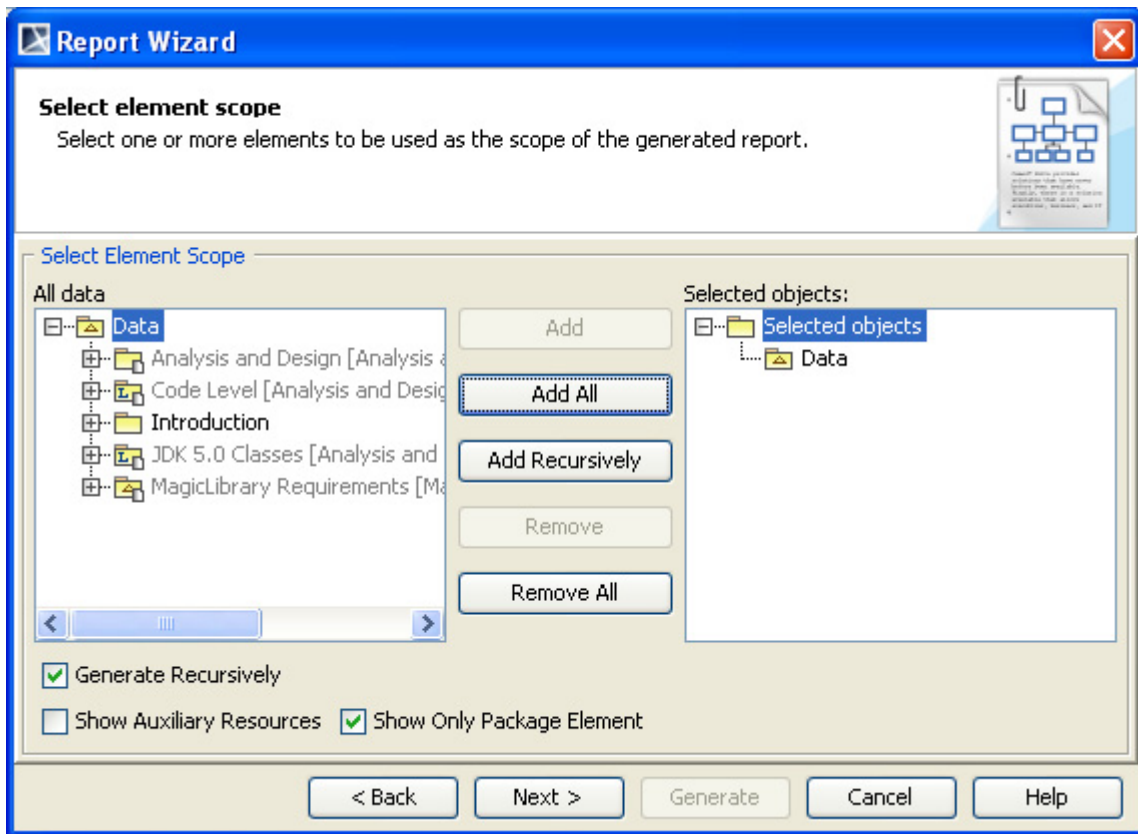 Report Wizard
Select element scope
Select one or more elements to be used as the scope of the generated report.
Select Element Scope
All data
Data
Analysis and Design [Analysis a
Code Level [Analysis and Desig
Introduction
JDK 5.0 Classes [Analysis and
MagicLibrary Requirements [Ma
Add
Add All
Add Recursively
Remove
Remove All
Selected objects:
Selected objects
Data
Generate Recursively
Show Auxiliary Resources
Show Only Package Element
< Back
Next >
Generate
Cancel
Help